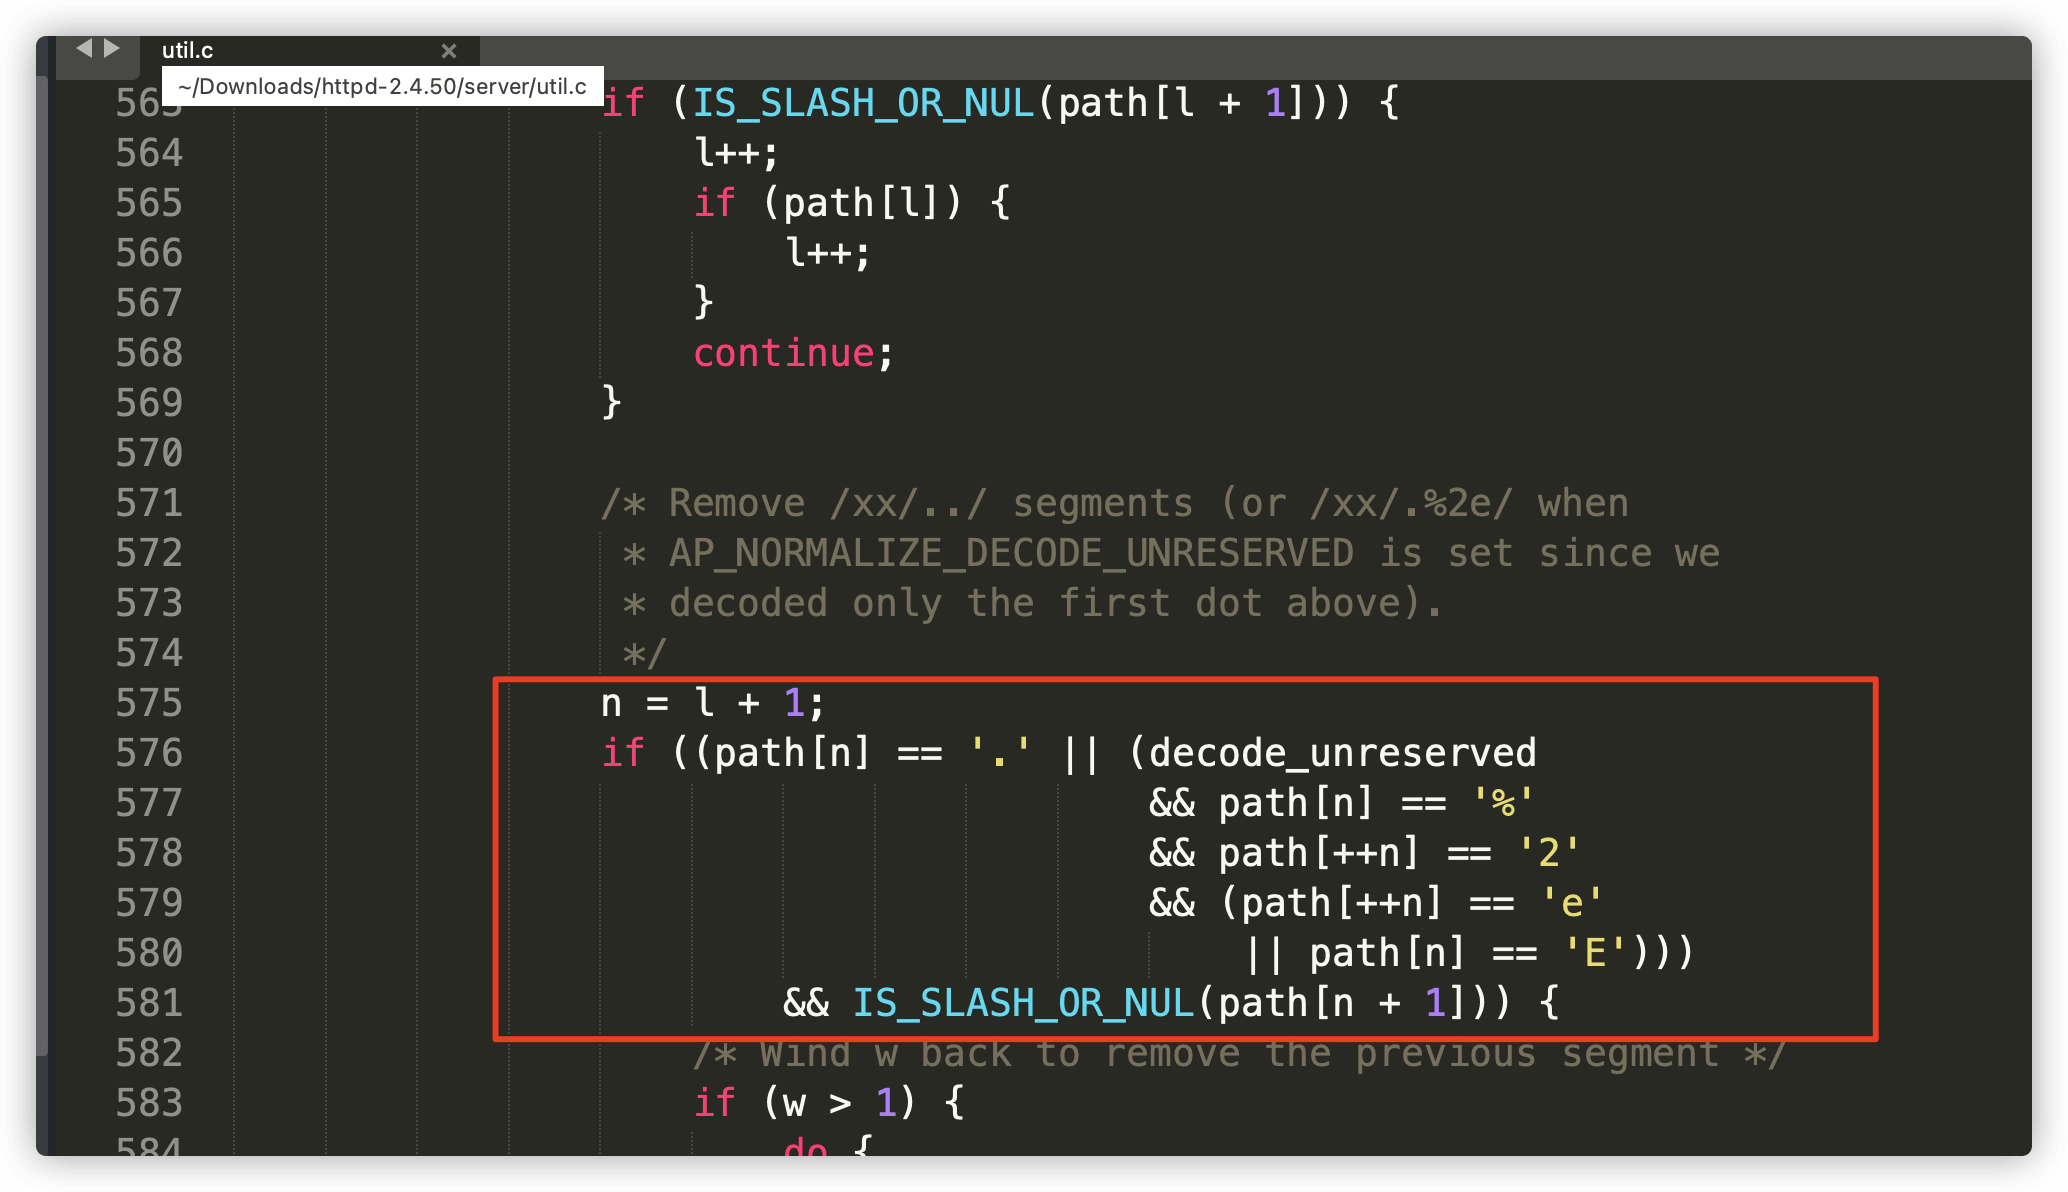 util.c ×
~/Downloads/httpd-2.4.50/server/util.c
563 if (IS_SLASH_OR_NUL(path[l + 1])) {
564 l++;
565 if (path[l]) {
566 l++;
567 }
568 continue;
569 }
570
571 /* Remove /xx/../ segments (or /xx/.%2e/ when
572 * AP_NORMALIZE_DECODE_UNRESERVED is set since we
573 * decoded only the first dot above).
574 */
575 n = l + 1;
576 if ((path[n] == '.' || (decode_unreserved
577 && path[n] == '%'
578 && path[++n] == '2'
579 && (path[++n] == 'e'
580 || path[n] == 'E')))
581 && IS_SLASH_OR_NUL(path[n + 1])) {
582 /* Wind w back to remove the previous segment */
583 if (w > 1) {
584 do {